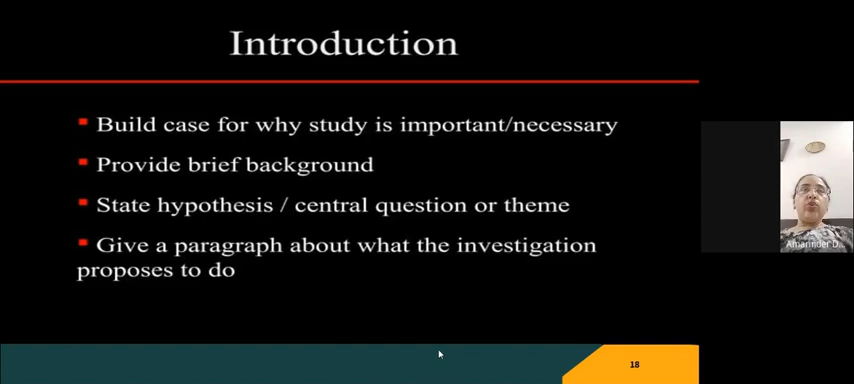 Introduction
Build case for why study is important/necessary
Provide brief background
State hypothesis / central question or theme
Give a paragraph about what the investigation
proposes to do
Amarinder D...
18